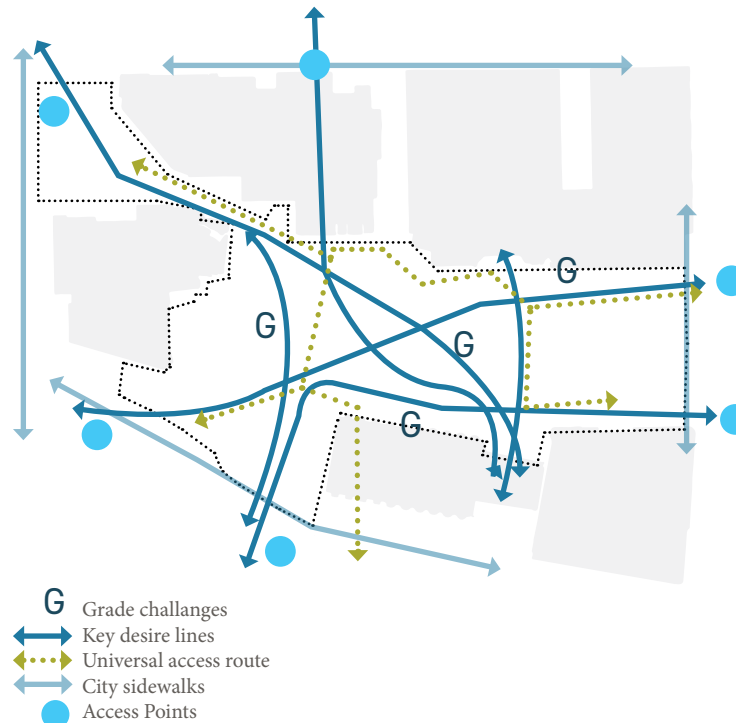 G
G
G
G
G Grade challanges
Key desire lines
Universal access route
City sidewalks
Access Points